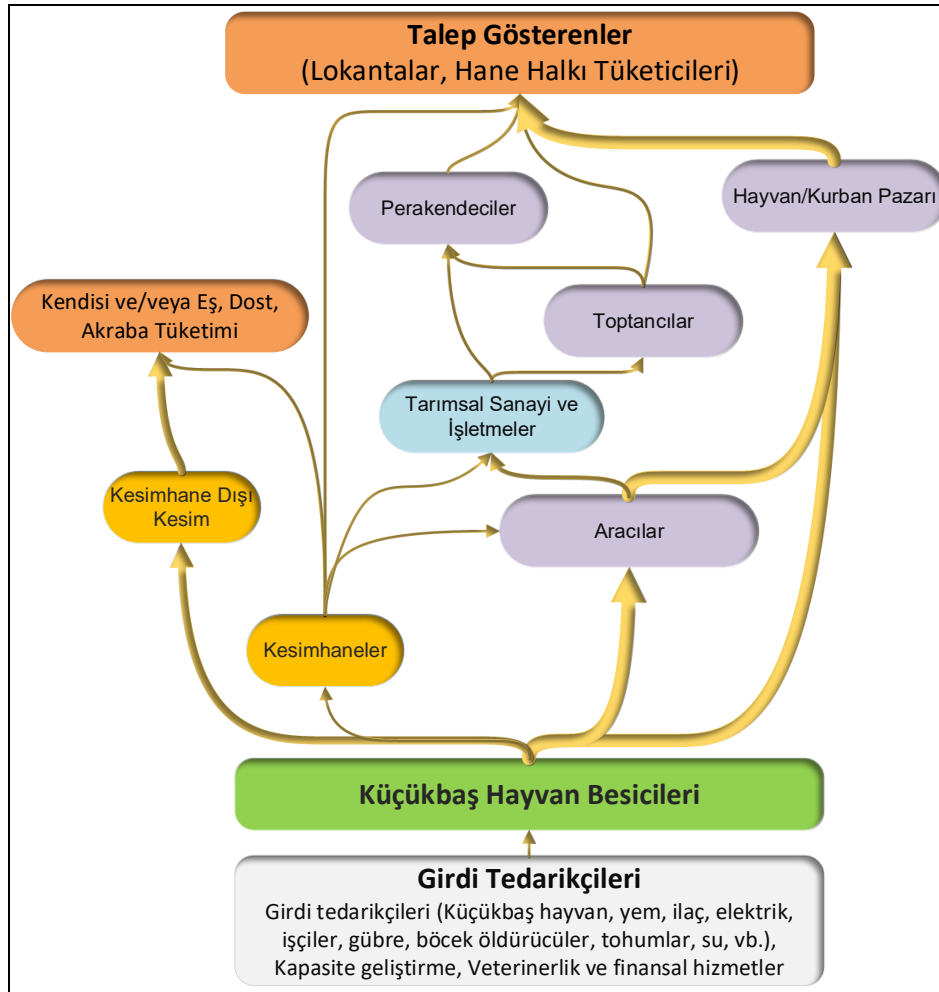 Talep Gösterenler
(Lokantalar, Hane Halkı Tüketicileri)
Perakendeciler
Hayvan/Kurban Pazarı
Kendisi ve/veya Eş, Dost,
Akraba Tüketimi
Toptancılar
Tarımsal Sanayi ve
İşletmeler
Kesimhane Dışı
Kesim
Aracılar
Kesimhaneler
Küçükbaş Hayvan Besicileri
Girdi Tedarikçileri
Girdi tedarikçileri (Küçükbaş hayvan, yem, ilaç, elektrik,
işçiler, gübre, böcek öldürücüler, tohumlar, su, vb.),
Kapasite geliştirme, Veterinerlik ve finansal hizmetler